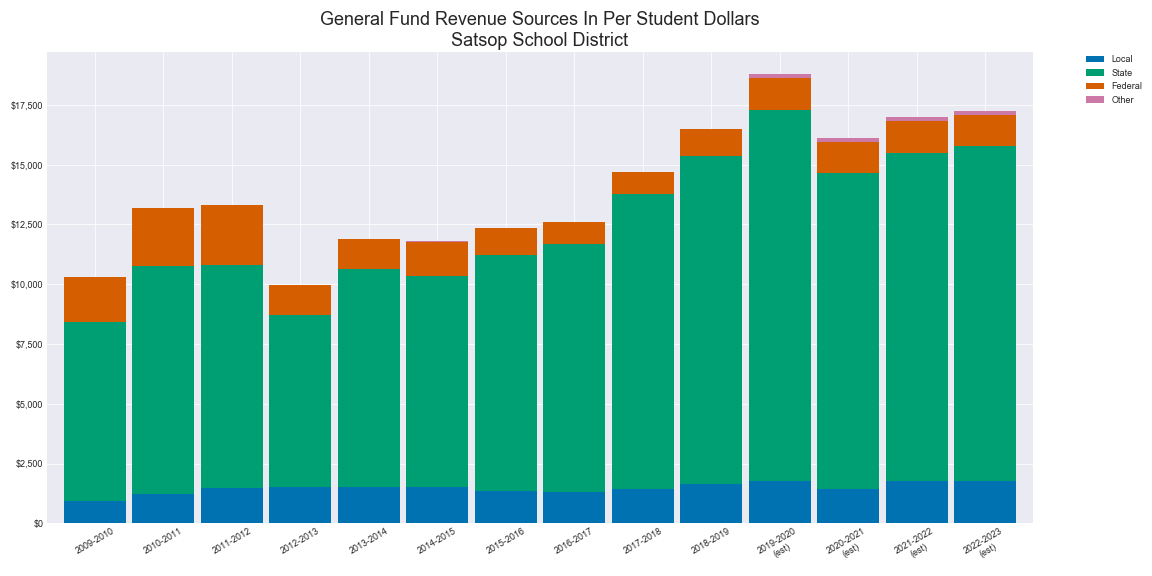 General Fund Revenue Sources In Per Student Dollars
Satsop School District
Local
State
Federal
Other
$17,500
$15,000
$12,500
$10,000
$7,500
$5,000
$2,500
$0
2009-2010
2010-2011
2011-2012
2012-2013
2013-2014
2014-2015
2015-2016
2016-2017
2017-2018
2018-2019
2019-2020
(est)
2020-2021
(est)
2021-2022
(est)
2022-2023
(est)